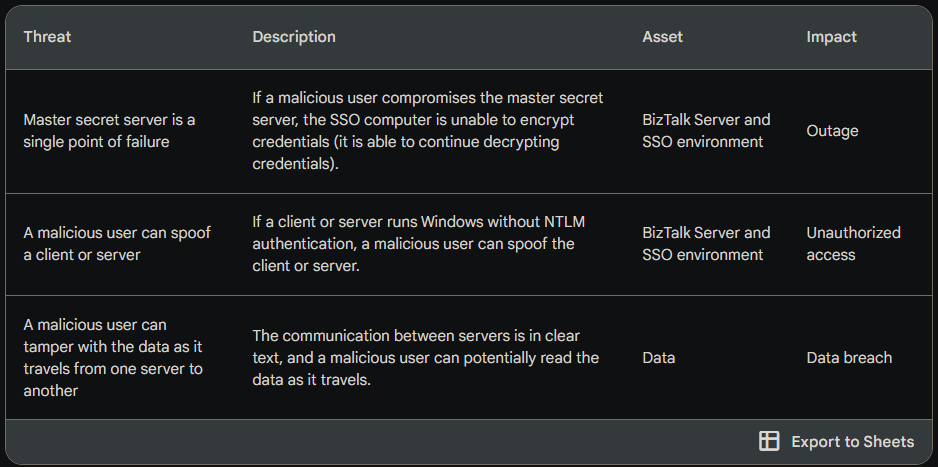 Threat Description Asset Impact
Master secret server is a
single point of failure
If a malicious user compromises the master secret
server, the SSO computer is unable to encrypt
credentials (it is able to continue decrypting
credentials).
BizTalk Server and
SSO environment
Outage
A malicious user can spoof
a client or server
If a client or server runs Windows without NTLM
authentication, a malicious user can spoof the
client or server.
BizTalk Server and
SSO environment
Unauthorized
access
A malicious user can
tamper with the data as it
travels from one server to
another
The communication between servers is in clear
text, and a malicious user can potentially read the
data as it travels.
Data
Data breach
Export to Sheets